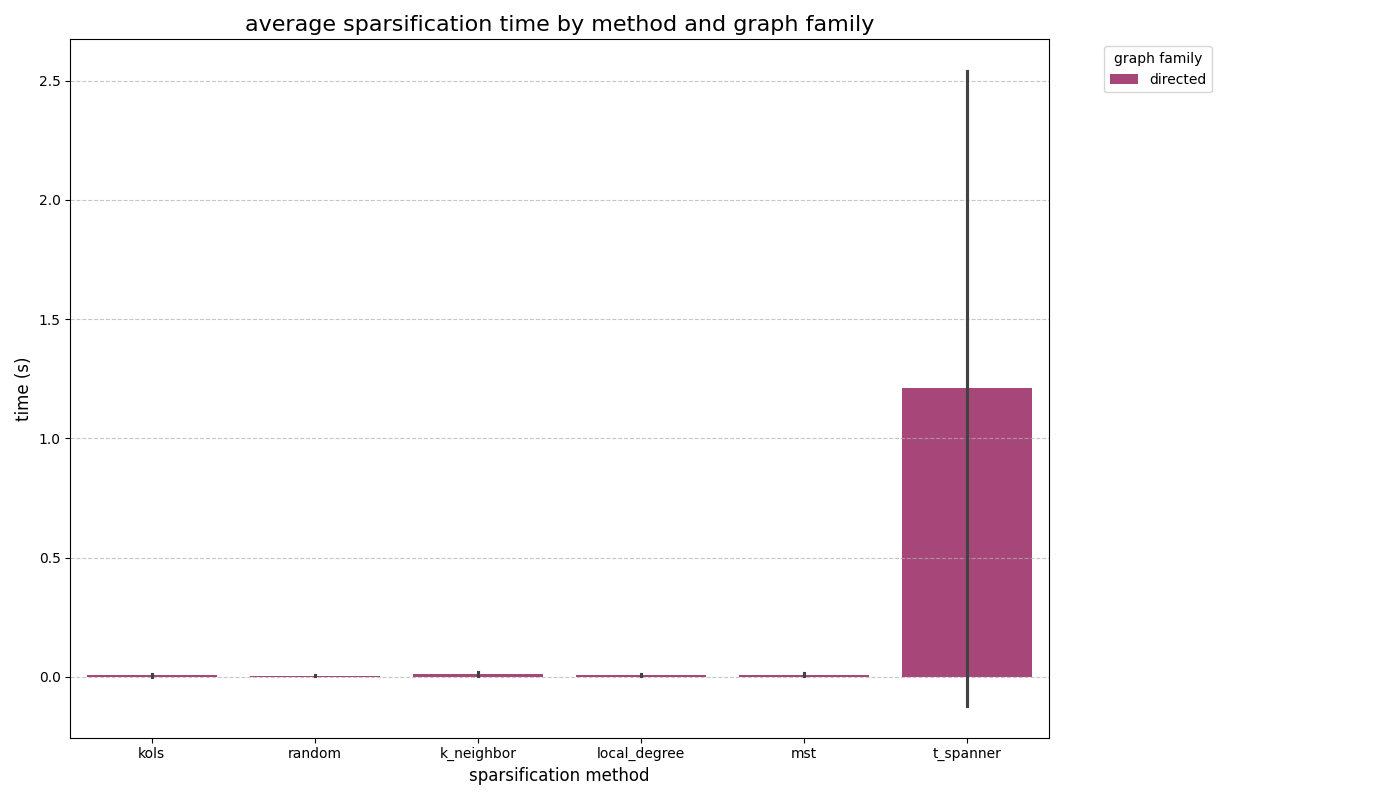 average sparsification time by method and graph family
graph family
directed
2.5
2.0
1.5
1.0
0.5
0.0
time (s)
kols random k_neighbor local_degree mst t_spanner
sparsification method